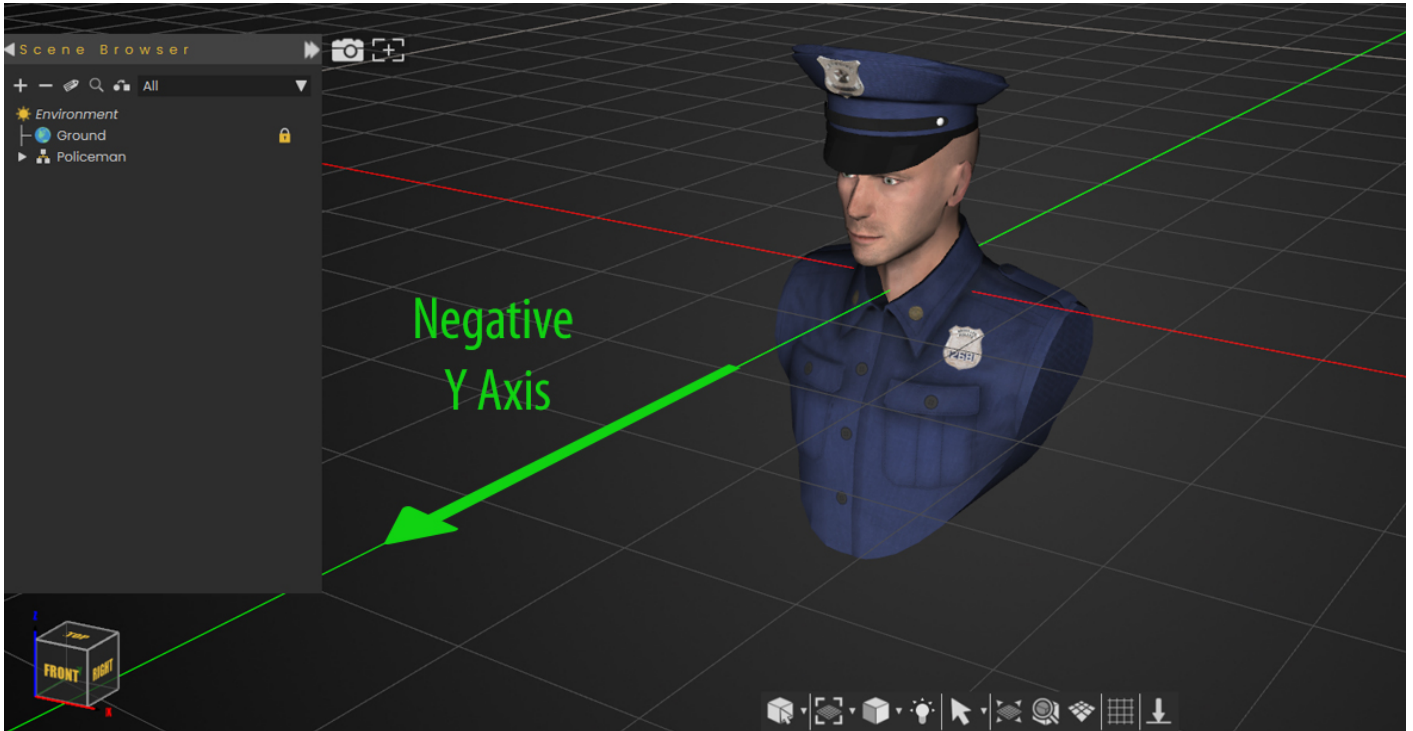 Scene Browser
All
Environment
Ground
Policeman
Negative
Y Axis
TOP
FRONT
RIGHT
X